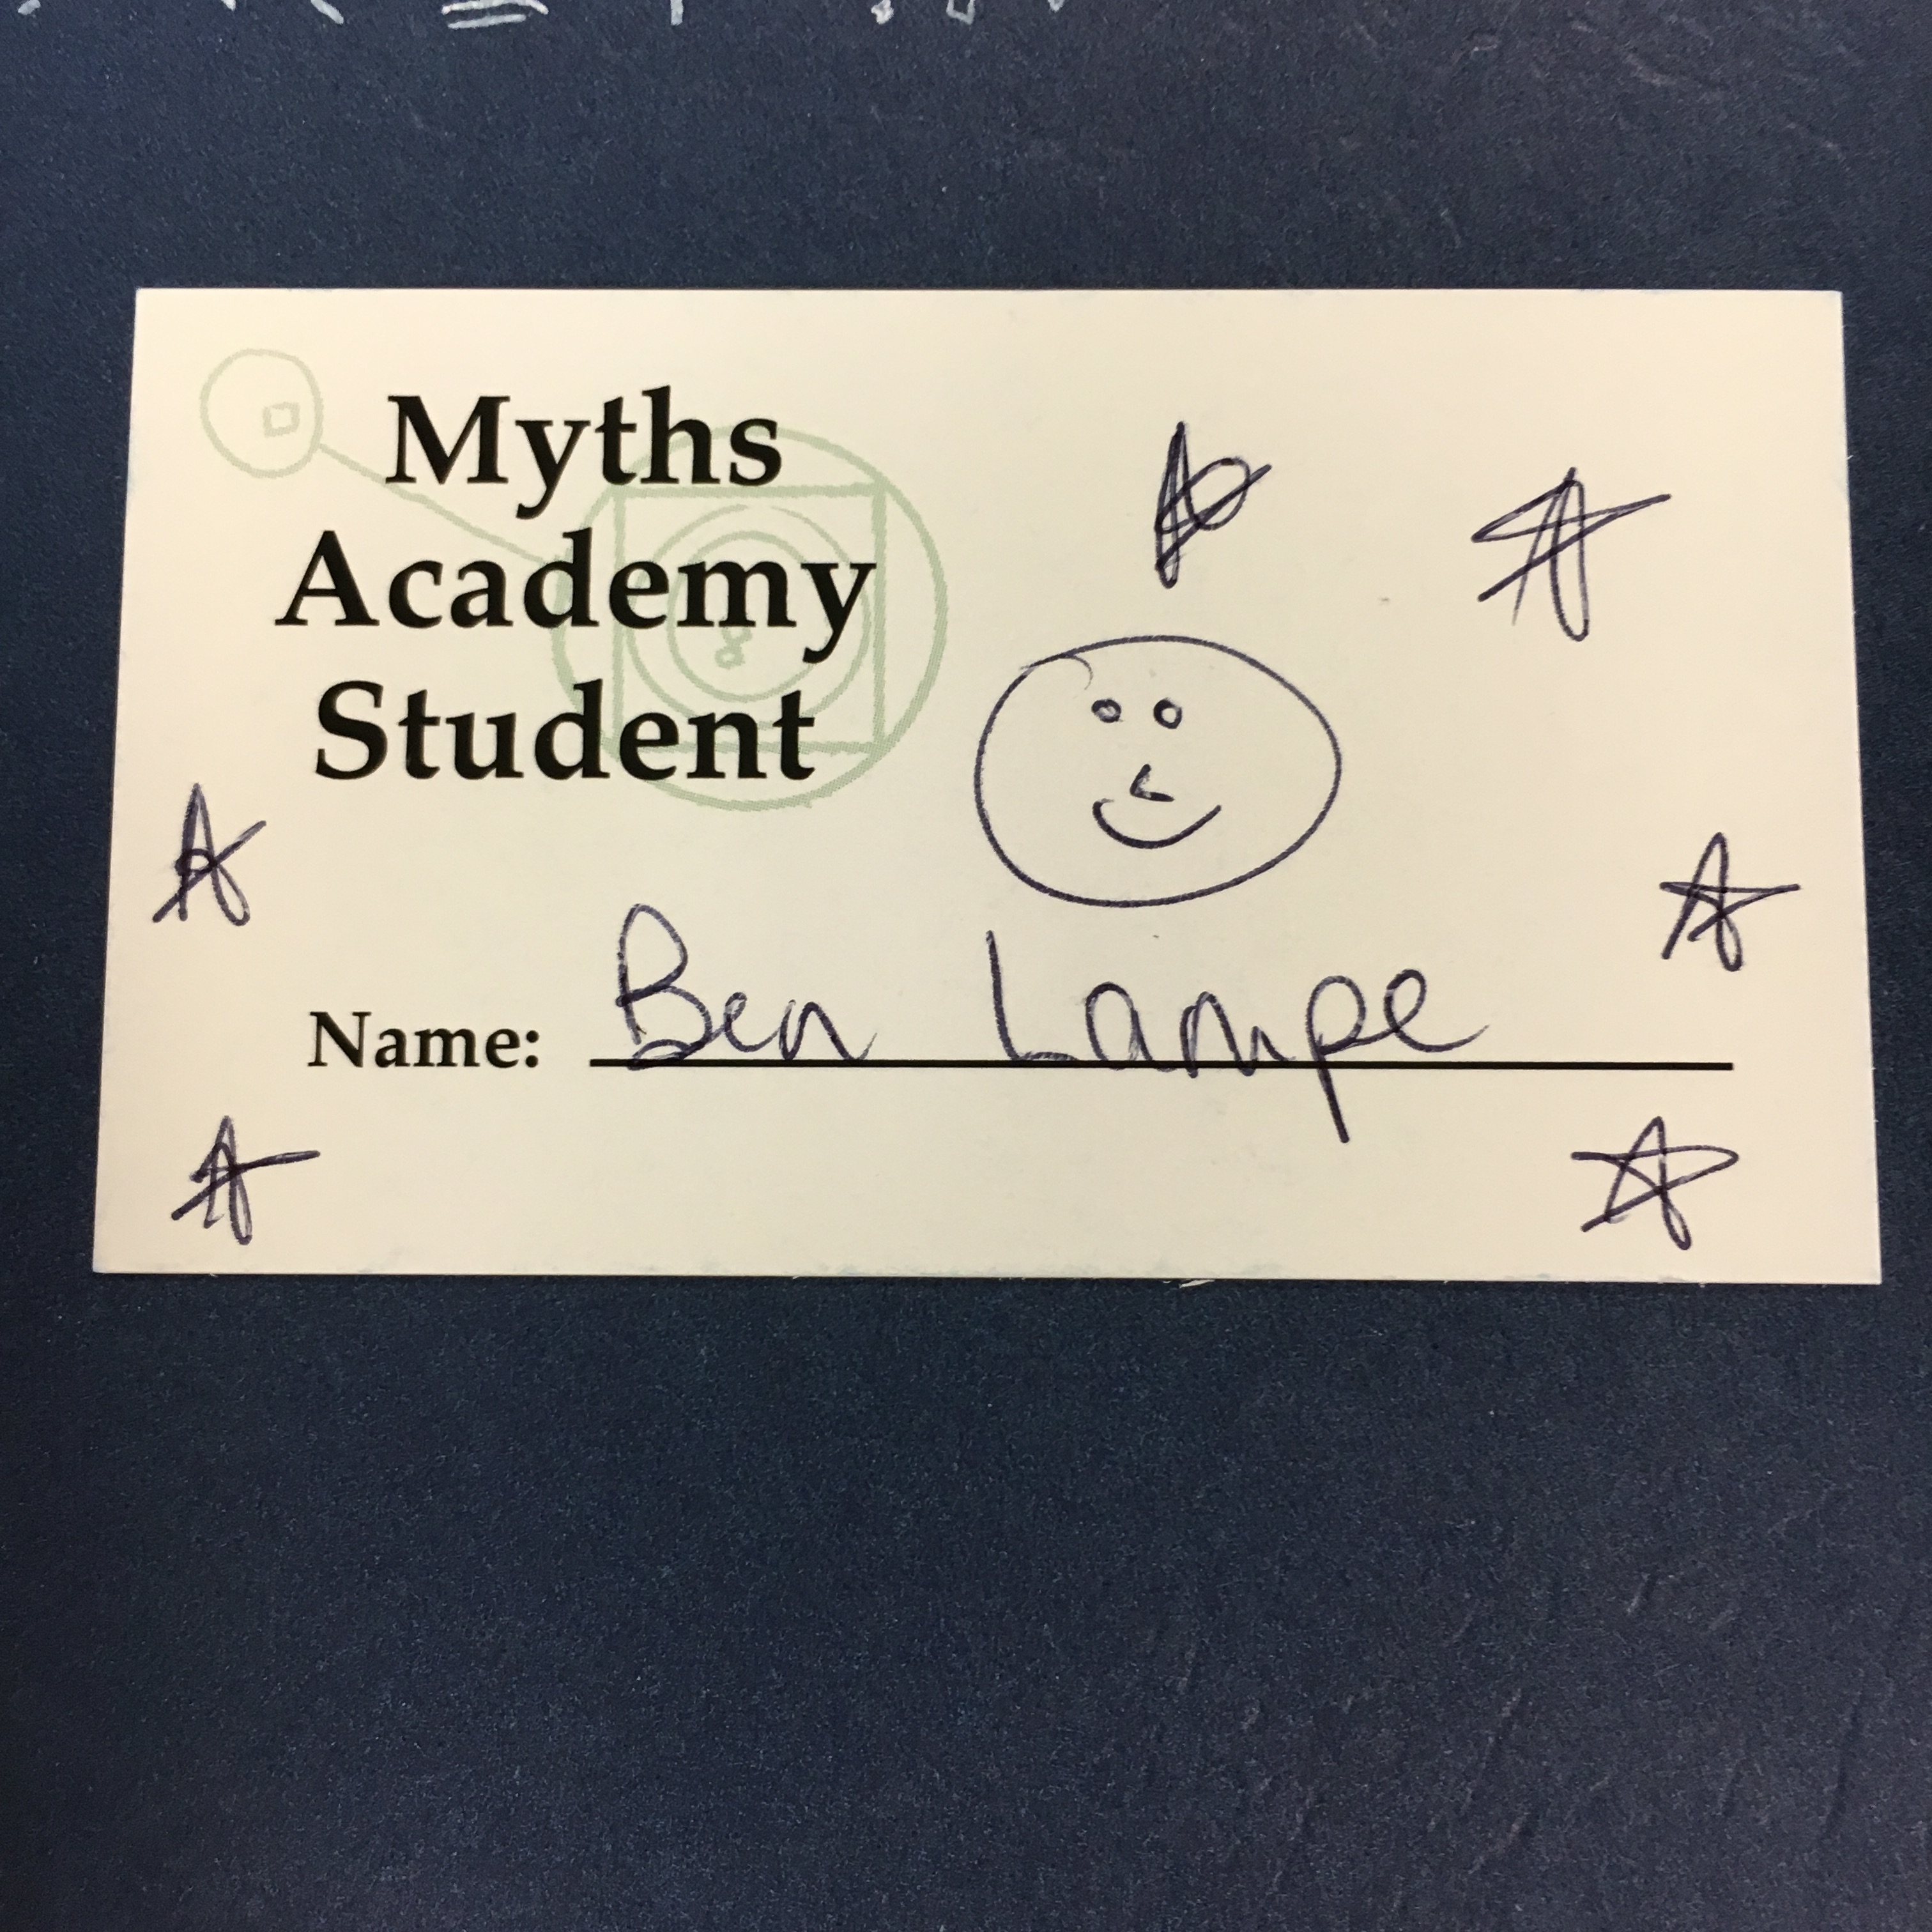 Myths
Academy
Student
Name: Ben Lampe